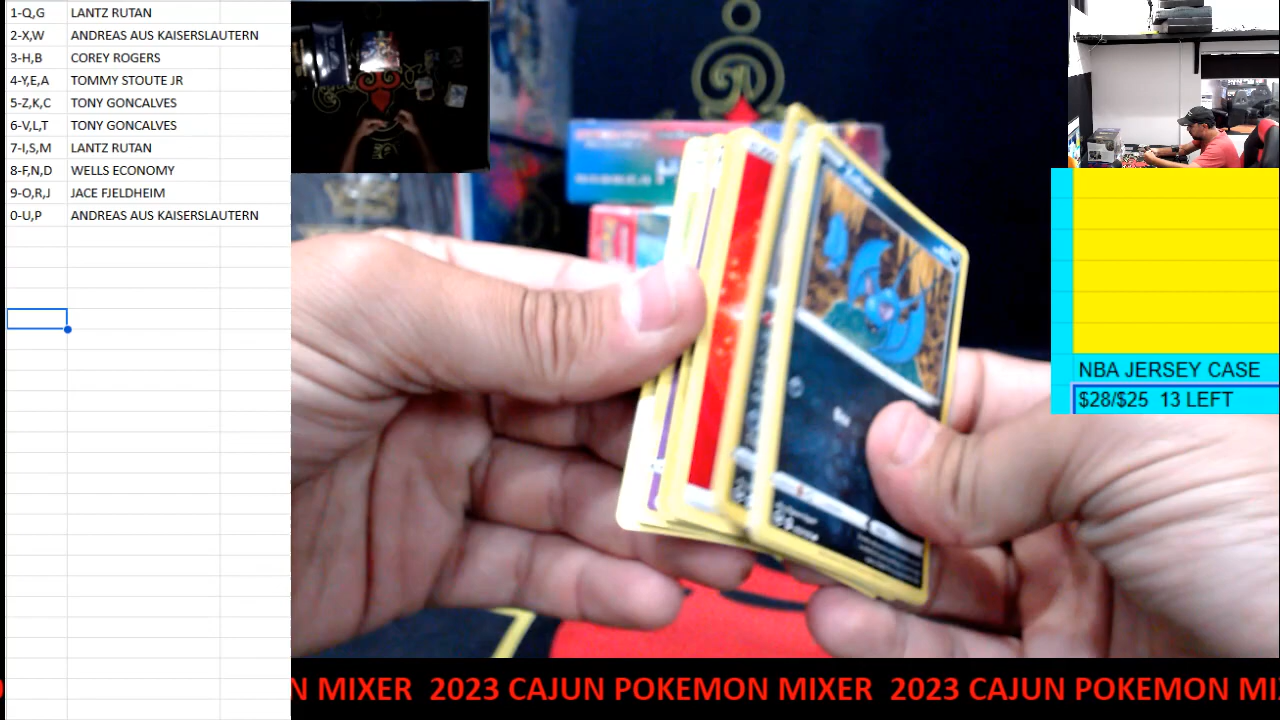 1-Q,G LANTZ RUTAN
2-X,W ANDREAS AUS KAISERSLAUTERN
3-H,B COREY ROGERS
4-Y,E,A TOMMY STOUTE JR
5-Z,K,C TONY GONCALVES
6-V,L,T TONY GONCALVES
7-I,S,M LANTZ RUTAN
8-F,N,D WELLS ECONOMY
9-O,R,J JACE FJELDHEIM
0-U,P ANDREAS AUS KAISERSLAUTERN
NBA JERSEY CASE
$28/$25 13 LEFT
N MIXER 2023 CAJUN POKEMON MIXER 2023 CAJUN POKEMON MI